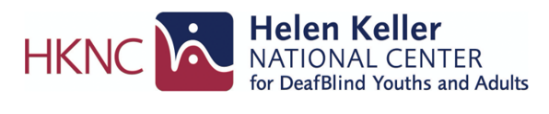 HKNC
Helen Keller
NATIONAL CENTER
for DeafBlind Youths and Adults